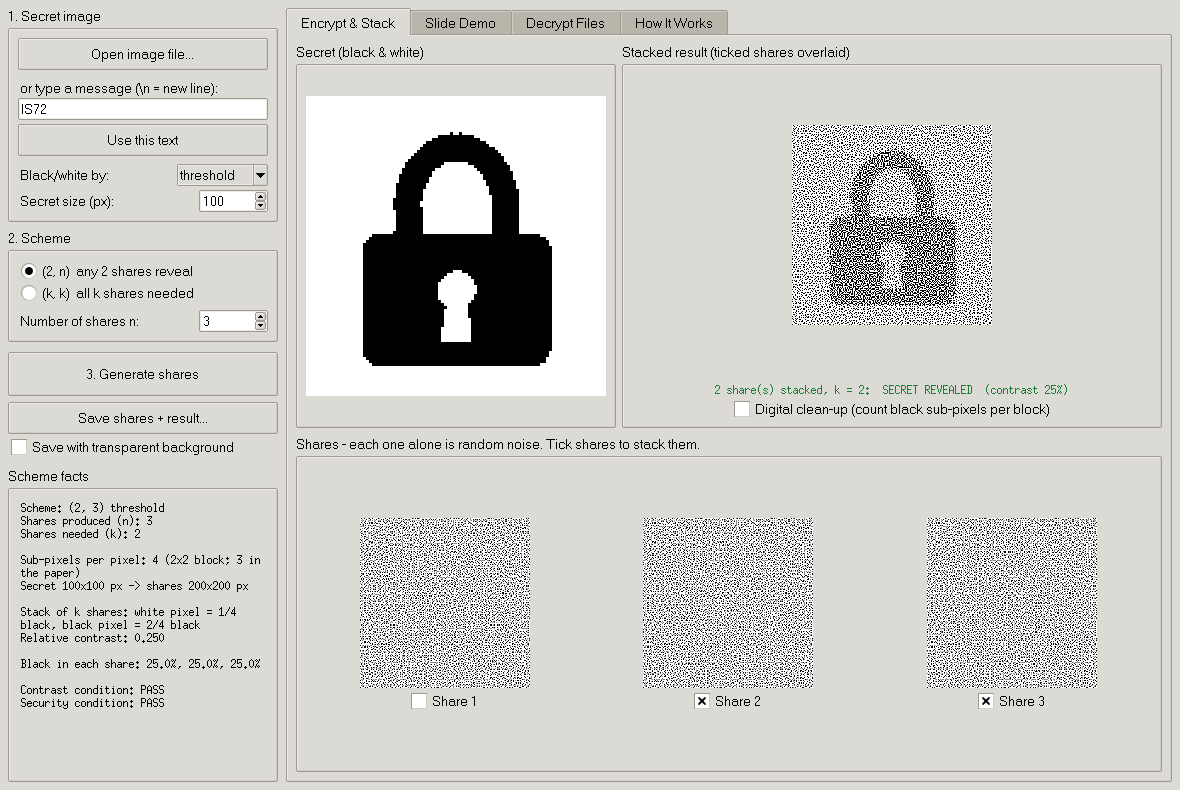 1. Secret image
Open image file...
or type a message (\n = new line):
IS72
Use this text
Black/white by: threshold
Secret size (px): 100
2. Scheme
(2, n) any 2 shares reveal
(k, k) all k shares needed
Number of shares n: 3
3. Generate shares
Save shares + result...
Save with transparent background
Scheme facts
Scheme: (2, 3) threshold
Shares produced (n): 3
Shares needed (k): 2
Sub-pixels per pixel: 4 (2x2 block; 3 in
the paper)
Secret 100x100 px -> shares 200x200 px
Stack of k shares: white pixel = 1/4
black, black pixel = 2/4 black
Relative contrast: 0.250
Black in each share: 25.0%, 25.0%, 25.0%
Contrast condition: PASS
Security condition: PASS
Encrypt & Stack
Slide Demo
Decrypt Files
How It Works
Secret (black & white)
Stacked result (ticked shares overlaid)
2 share(s) stacked, k = 2: SECRET REVEALED (contrast 25%)
Digital clean-up (count black sub-pixels per block)
Shares - each one alone is random noise. Tick shares to stack them.
Share 1
Share 2
Share 3